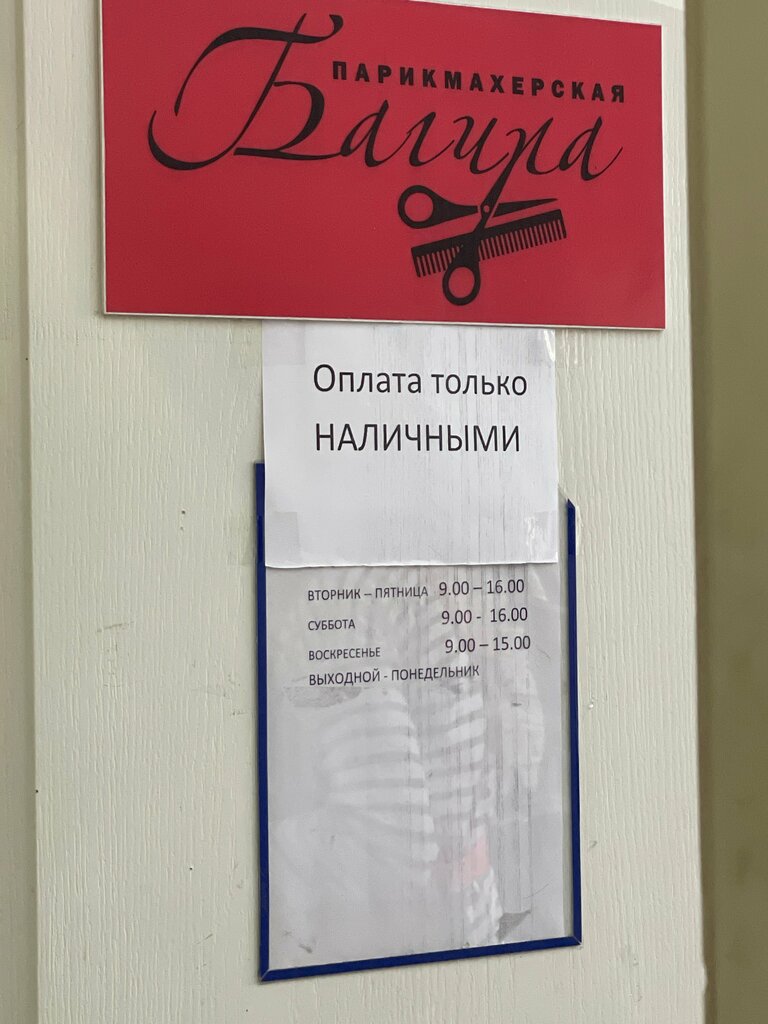 ПАРИКМАХЕРСКАЯ
Багира
Оплата только
НАЛИЧНЫМИ
ВТОРНИК – ПЯТНИЦА 9.00 – 16.00
СУББОТА 9.00 - 16.00
ВОСКРЕСЕНЬЕ 9.00 – 15.00
ВЫХОДНОЙ - ПОНЕДЕЛЬНИК